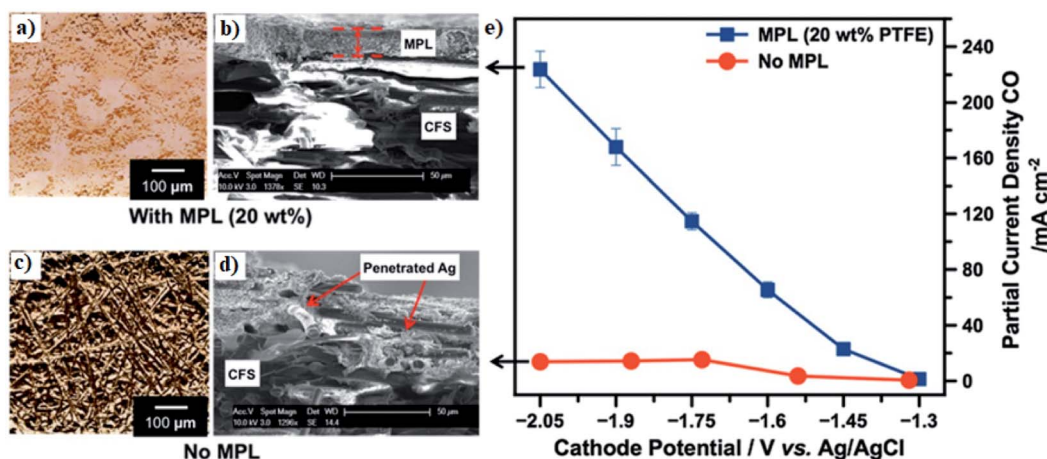 a)
100 µm
b)
MPL
CFS
Acc.V Spot Magn Det WD 50 µm
10.0 kV 3.0 1378x SE 10.3
With MPL (20 wt%)
c)
100 µm
d)
Penetrated Ag
CFS
Acc.V Spot Magn Det WD 50 µm
10.0 kV 3.0 1296x SE 14.4
No MPL
e)
MPL (20 wt% PTFE)
No MPL
240
200
160
120
80
40
0
Partial Current Density CO
/mA cm-2
−2.05 −1.9 −1.75 −1.6 −1.45 −1.3
Cathode Potential / V vs. Ag/AgCl